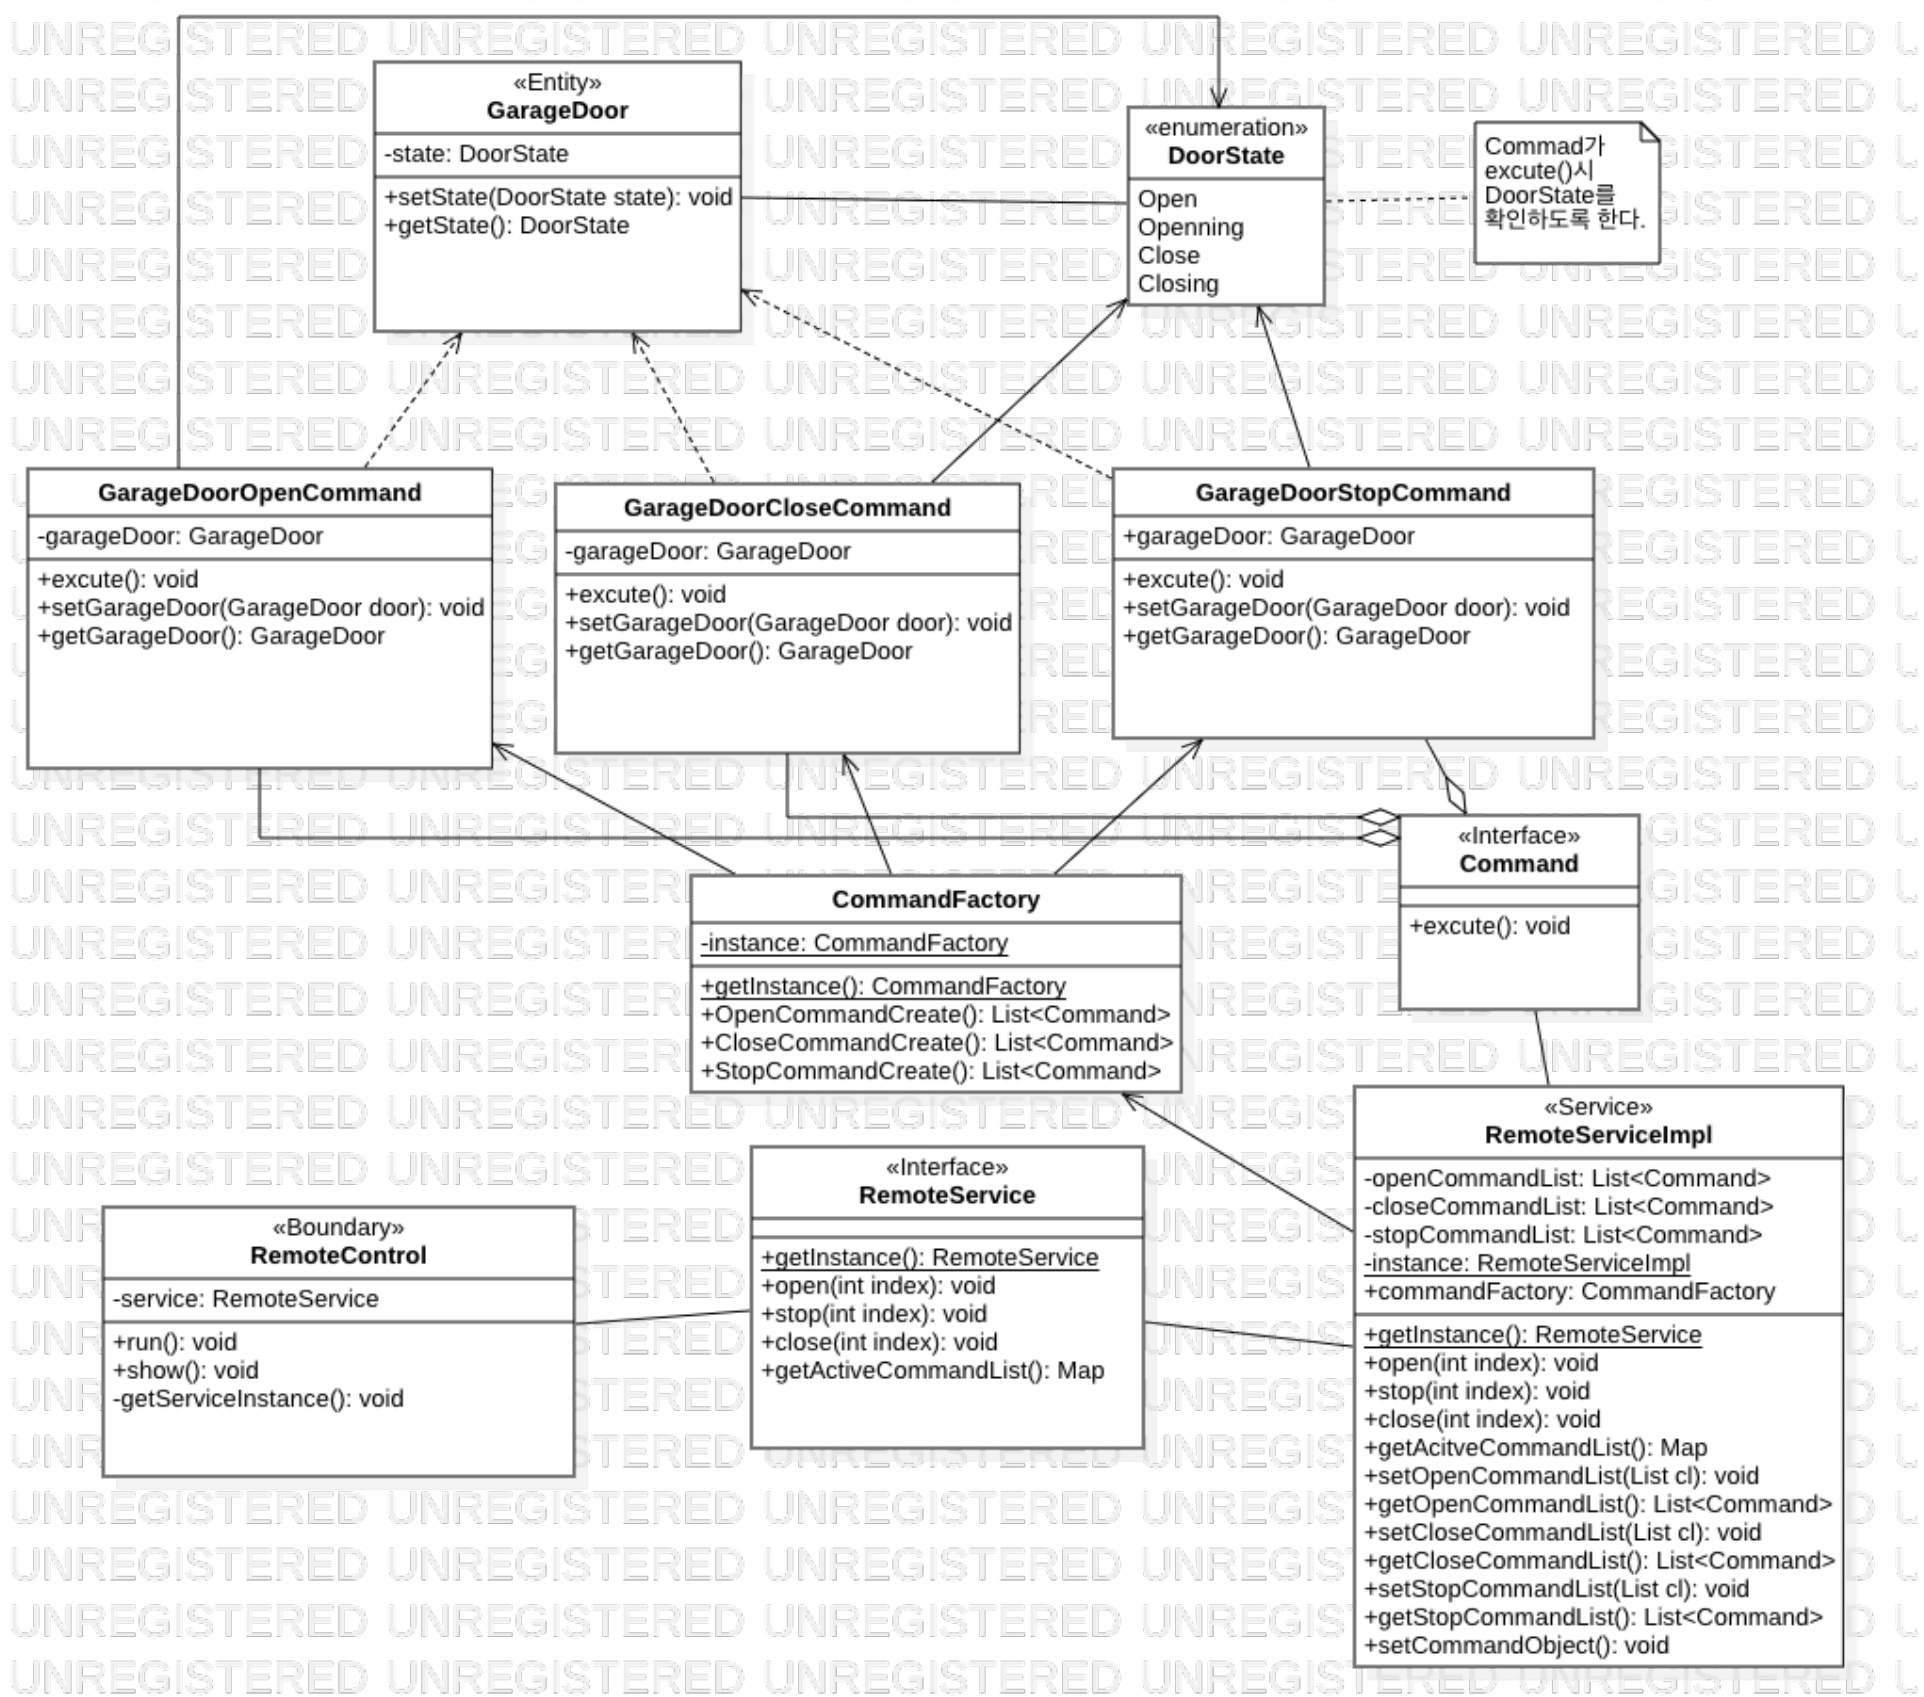 «Entity»
GarageDoor
-state: DoorState
+setState(DoorState state): void
+getState(): DoorState
«enumeration»
DoorState
Open
Openning
Close
Closing
Commad가
excute()시
DoorState를
확인하도록 한다.
GarageDoorOpenCommand
-garageDoor: GarageDoor
+excute(): void
+setGarageDoor(GarageDoor door): void
+getGarageDoor(): GarageDoor
GarageDoorCloseCommand
-garageDoor: GarageDoor
+excute(): void
+setGarageDoor(GarageDoor door): void
+getGarageDoor(): GarageDoor
GarageDoorStopCommand
+garageDoor: GarageDoor
+excute(): void
+setGarageDoor(GarageDoor door): void
+getGarageDoor(): GarageDoor
«Interface»
Command
+excute(): void
CommandFactory
-instance: CommandFactory
+getInstance(): CommandFactory
+OpenCommandCreate(): List<Command>
+CloseCommandCreate(): List<Command>
+StopCommandCreate(): List<Command>
«Boundary»
RemoteControl
-service: RemoteService
+run(): void
+show(): void
-getServiceInstance(): void
«Interface»
RemoteService
+getInstance(): RemoteService
+open(int index): void
+stop(int index): void
+close(int index): void
+getActiveCommandList(): Map
«Service»
RemoteServiceImpl
-openCommandList: List<Command>
-closeCommandList: List<Command>
-stopCommandList: List<Command>
-instance: RemoteServiceImpl
+commandFactory: CommandFactory
+getInstance(): RemoteService
+open(int index): void
+stop(int index): void
+close(int index): void
+getAcitveCommandList(): Map
+setOpenCommandList(List cl): void
+getOpenCommandList(): List<Command>
+setCloseCommandList(List cl): void
+getCloseCommandList(): List<Command>
+setStopCommandList(List cl): void
+getStopCommandList(): List<Command>
+setCommandObject(): void
UNREGISTERED